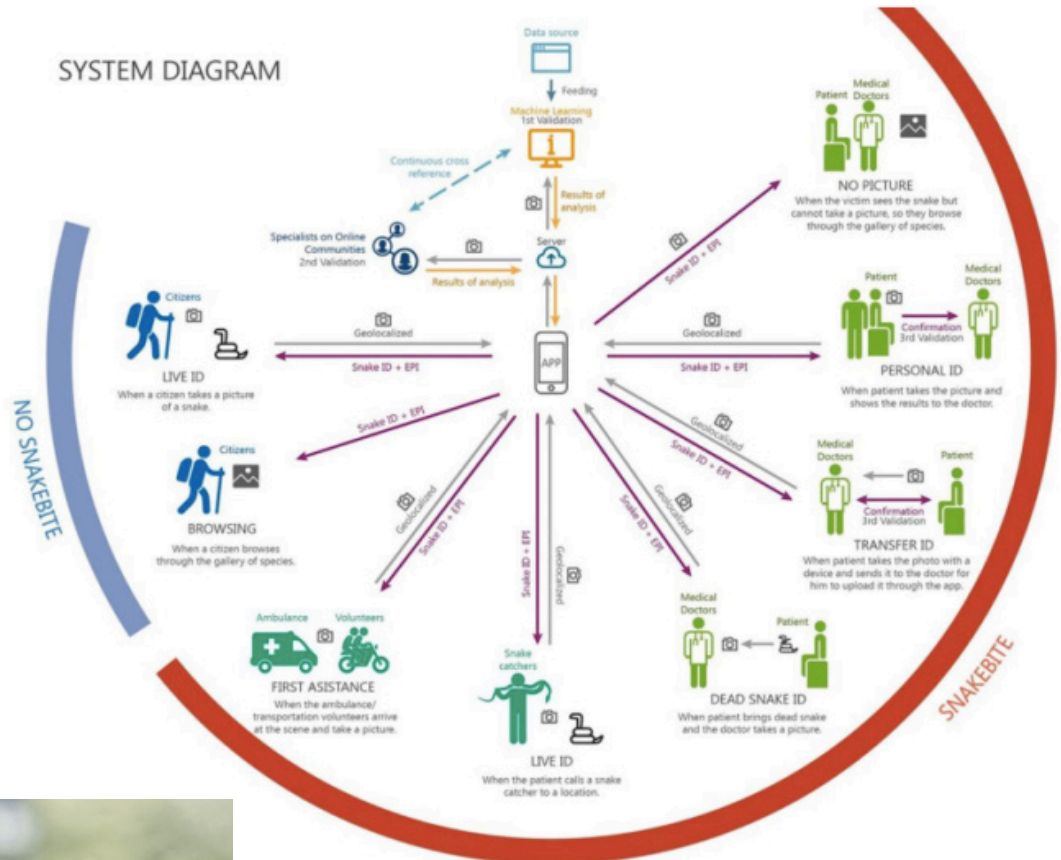 SYSTEM DIAGRAM
Data source
Feeding
Machine Learning
1st Validation
Continuous cross
reference
Results of
analysis
Specialists on Online
Communities
2nd Validation
Server
Results of analysis
APP
Citizens
Geolocalized
Snake ID + EPI
LIVE ID
When a citizen takes a picture
of a snake.
NO SNAKEBITE
Snake ID + EPI
Citizens
BROWSING
When a citizen browses
through the gallery of species.
Geolocalized
Snake ID + EPI
Ambulance
Volunteers
FIRST ASISTANCE
When the ambulance/
transportation volunteers arrive
at the scene and take a picture.
Snake ID + EPI
Geolocalized
Snake
catchers
LIVE ID
When the patient calls a snake
catcher to a location.
Geolocalized
Snake ID + EPI
Medical
Doctors
Patient
DEAD SNAKE ID
When patient brings dead snake
and the doctor takes a picture.
Geolocalized
Snake ID + EPI
Medical
Doctors
Patient
Confirmation
3rd Validation
TRANSFER ID
When patient takes the photo with a
device and sends it to the doctor for
him to upload it through the app.
Geolocalized
Snake ID + EPI
Patient
Medical
Doctors
Confirmation
3rd Validation
PERSONAL ID
When patient takes the picture and
shows the results to the doctor.
Snake ID + EPI
Patient
Medical
Doctors
NO PICTURE
When the victim sees the snake but
cannot take a picture, so they browse
through the gallery of species.
SNAKEBITE